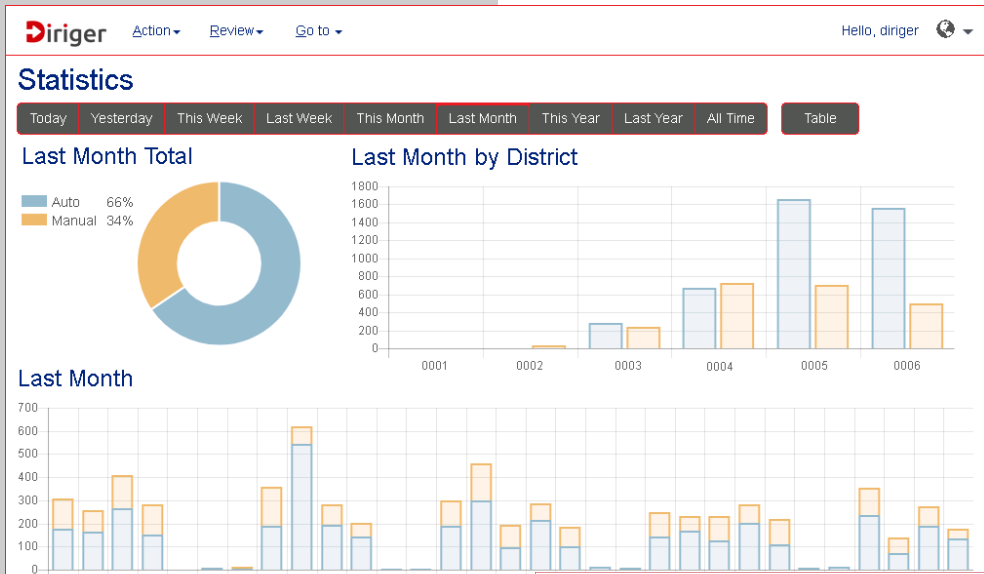 Diriger Action Review Go to Hello, diriger
Statistics
Today Yesterday This Week Last Week This Month Last Month This Year Last Year All Time Table
Last Month Total
Auto 66%
Manual 34%
Last Month by District
1800
1600
1400
1200
1000
800
600
400
200
0
0001 0002 0003 0004 0005 0006
Last Month
700
600
500
400
300
200
100
0